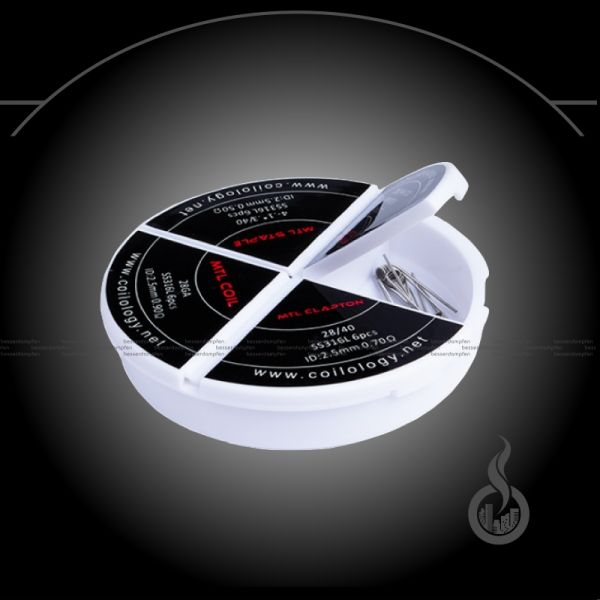 www.coilology.net
ID:2.5mm 0.50Ω
SS316L 6pcs
4-.1*.3/40
MTL STAPLE
MTL COIL
28GA
SS316L 6pcs
ID:2.5mm 0.90Ω
www.coilology.net
MTL CLAPTON
28/40
SS316L 6pcs
ID:2.5mm 0.70Ω
www.coilology.net
besserdampfen